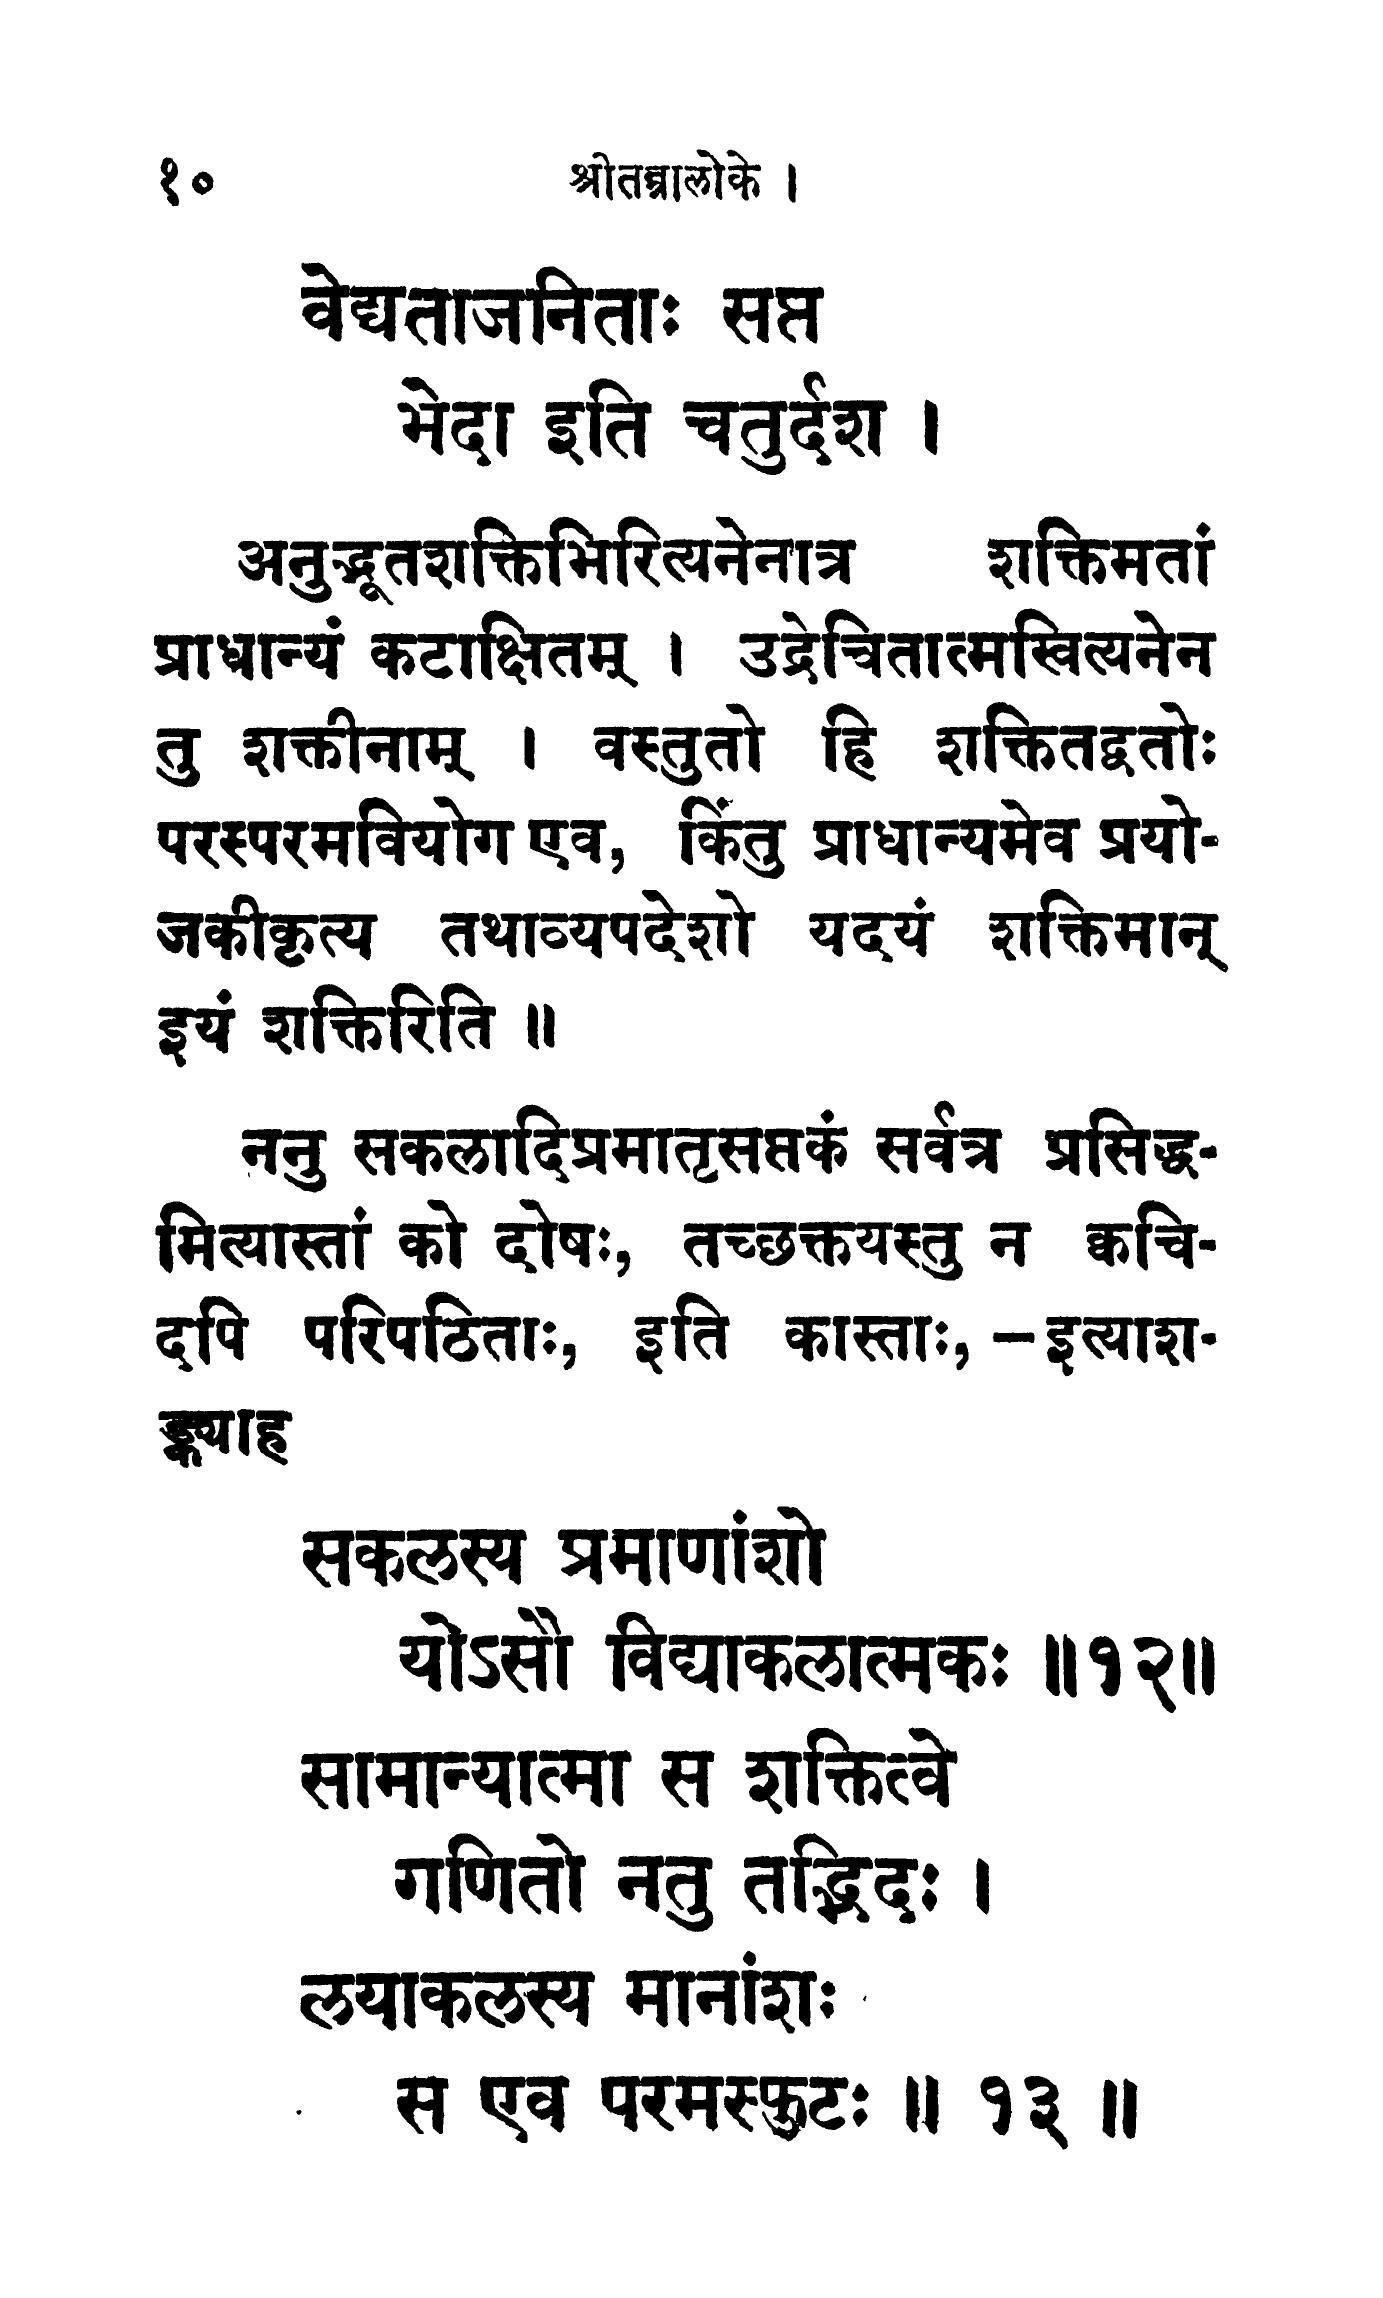 १० श्रीतन्त्रालोके ।
वेद्यताजनिताः सप्त
भेदा इति चतुर्दश ।
अनुद्भूतशक्तिभिरित्यनेनात्र शक्तिमतां
प्राधान्यं कटाक्षितम् । उद्रेचितात्मस्वित्यनेन
तु शक्तीनाम् । वस्तुतो हि शक्तितद्वतोः
परस्परमवियोग एव, किंतु प्राधान्यमेव प्रयो-
जकीकृत्य तथाव्यपदेशो यदयं शक्तिमान्
इयं शक्तिरिति ॥
ननु सकलादिप्रमातृसप्तकं सर्वत्र प्रसिद्ध-
मित्यास्तां को दोषः, तच्छक्तयस्तु न क्वचि-
दपि परिपठिताः, इति कास्ताः, —इत्याश-
ङ्क्याह
सकलस्य प्रमाणांशो
योऽसौ विद्याकलात्मकः ॥१२॥
सामान्यात्मा स शक्तित्वे
गणितो नतु तद्भिदः ।
लयाकलस्य मानांशः
स एव परमस्फुटः ॥ १३ ॥